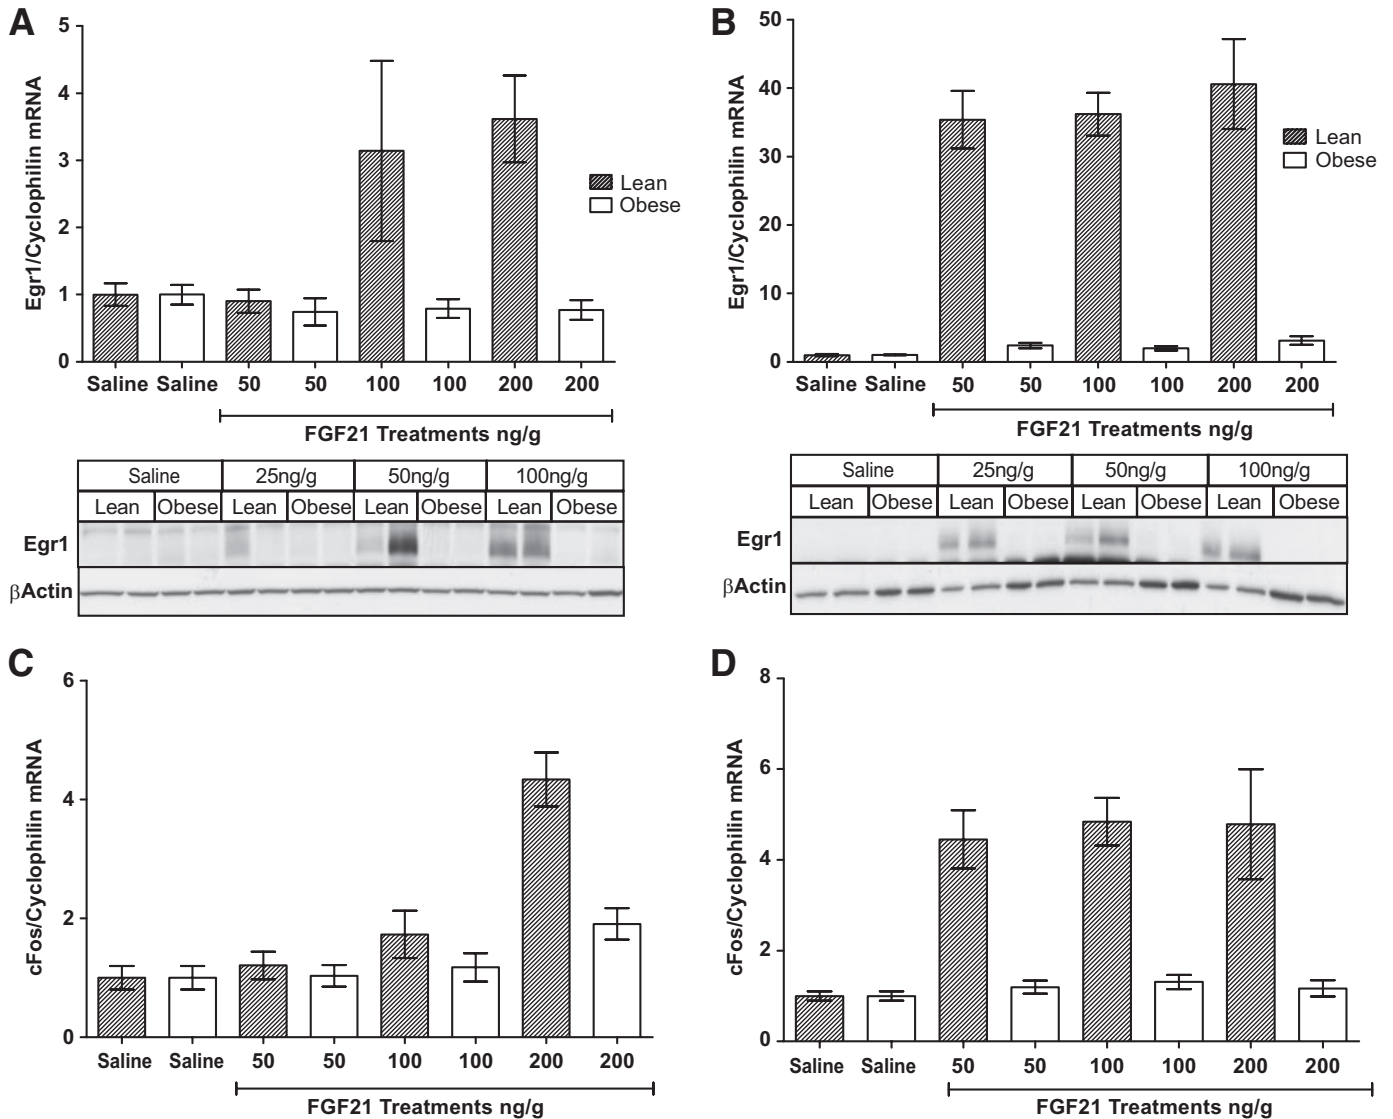 A
Egr1/Cyclophilin mRNA
5
4
3
2
1
0
Lean
Obese
Saline Saline 50 50 100 100 200 200
FGF21 Treatments ng/g
Saline 25ng/g 50ng/g 100ng/g
Lean Obese Lean Obese Lean Obese Lean Obese
Egr1
βActin
B
Egr1/Cyclophilin mRNA
50
40
30
20
10
0
Lean
Obese
Saline Saline 50 50 100 100 200 200
FGF21 Treatments ng/g
Saline 25ng/g 50ng/g 100ng/g
Lean Obese Lean Obese Lean Obese Lean Obese
Egr1
βActin
C
cFos/Cyclophilin mRNA
6
4
2
0
Saline Saline 50 50 100 100 200 200
FGF21 Treatments ng/g
D
cFos/Cyclophilin mRNA
8
6
4
2
0
Saline Saline 50 50 100 100 200 200
FGF21 Treatments ng/g